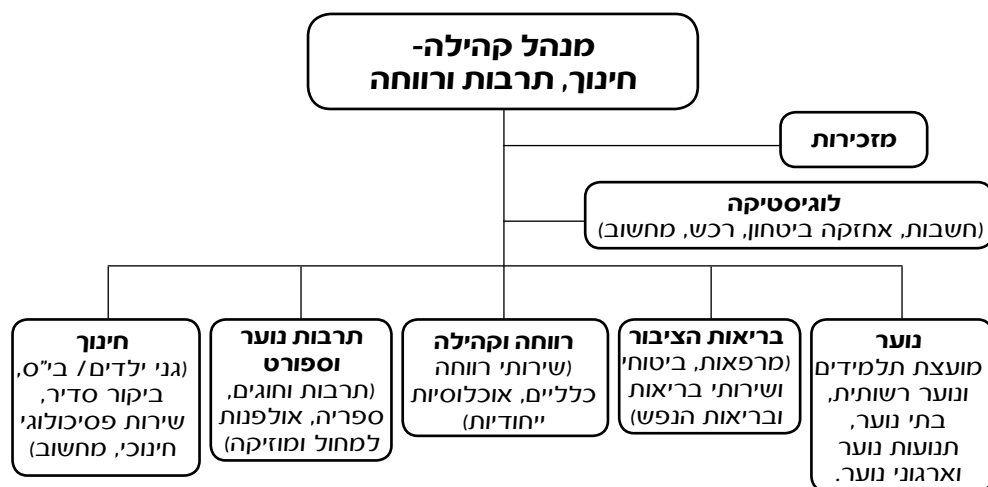 מנהל קהילה-
חינוך, תרבות ורווחה
מזכירות
לוגיסטיקה
(חשבות, אחזקה ביטחון, רכש, מחשוב)
נוער
מועצת תלמידים
ונוער רשותית,
בתי נוער,
תנועות נוער
וארגוני נוער.
בריאות הציבור
(מרפאות, ביטוחי
ושירותי בריאות
ובריאות הנפש)
רווחה וקהילה
(שירותי רווחה
כלליים, אוכלוסיות
ייחודיות)
תרבות נוער
וספורט
(תרבות וחוגים,
ספריה, אולפנות
למחול ומוזיקה)
חינוך
(גני ילדים/ בי"ס,
ביקור סדיר,
שירות פסיכולוגי
חינוכי, מחשוב)